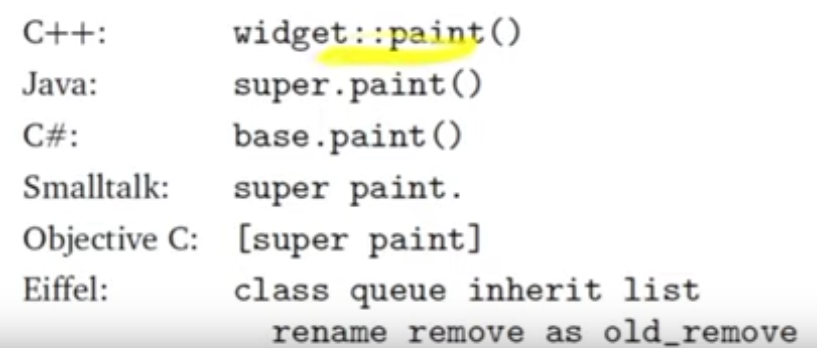 C++: widget::paint()
Java: super.paint()
C#: base.paint()
Smalltalk: super paint.
Objective C: [super paint]
Eiffel: class queue inherit list
rename remove as old_remove